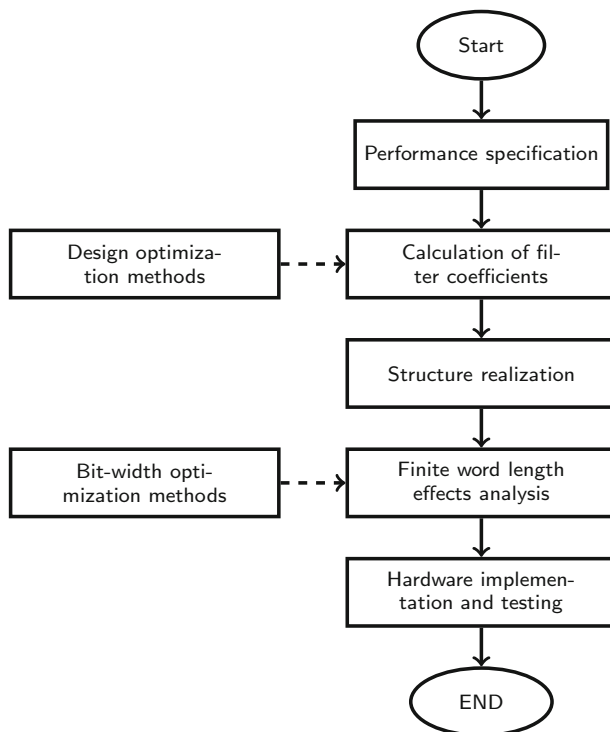 Start
Performance specification
Design optimiza-
tion methods
Calculation of fil-
ter coefficients
Structure realization
Bit-width opti-
mization methods
Finite word length
effects analysis
Hardware implemen-
tation and testing
END